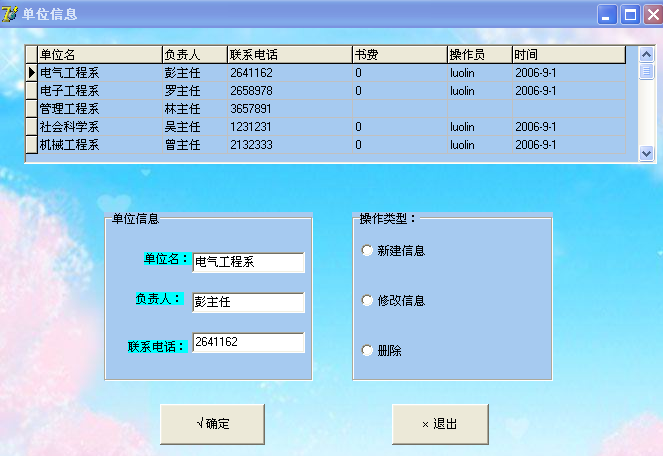 单位信息
单位名 负责人 联系电话 书费 操作员 时间
电气工程系 彭主任 2641162 0 luolin 2006-9-1
电子工程系 罗主任 2658978 0 luolin 2006-9-1
管理工程系 林主任 3657891
社会科学系 吴主任 1231231 0 luolin 2006-9-1
机械工程系 曾主任 2132333 0 luolin 2006-9-1
单位信息
单位名： 电气工程系
负责人： 彭主任
联系电话： 2641162
操作类型：
新建信息
修改信息
删除
√确定
× 退出